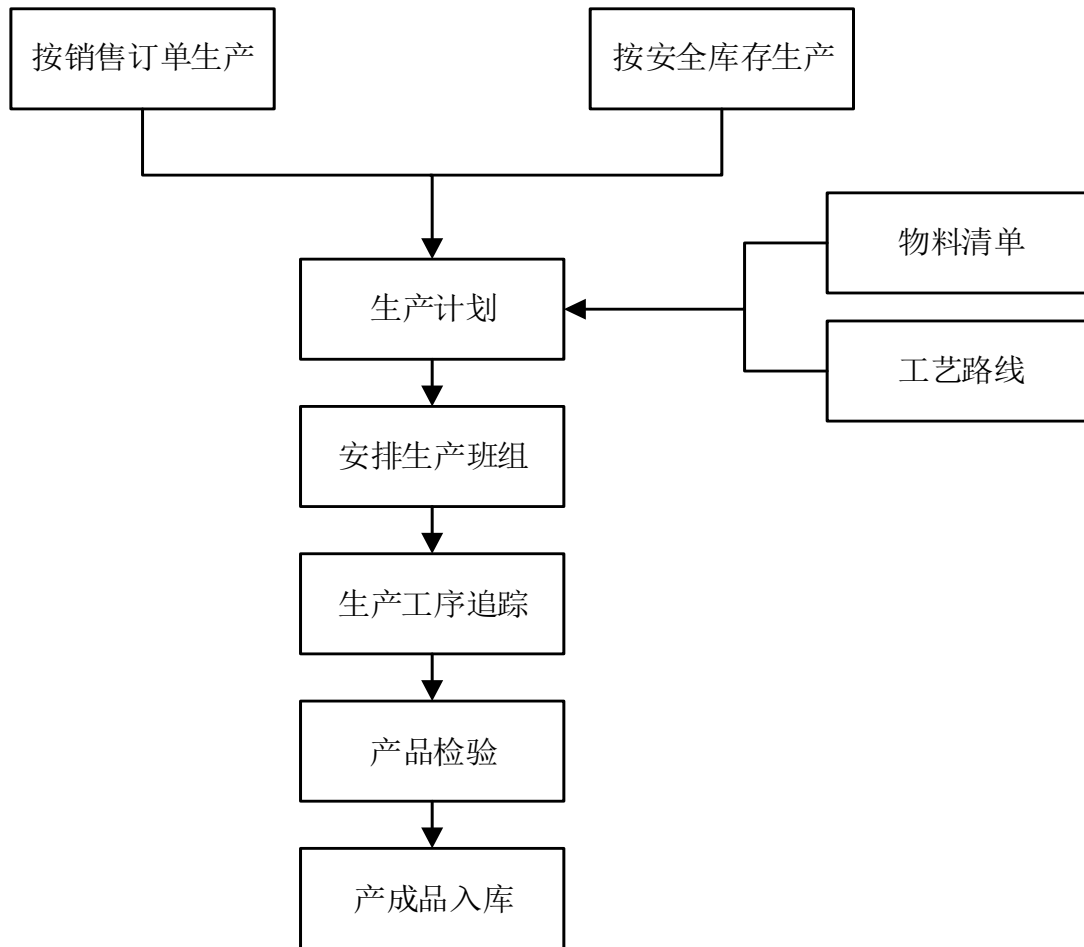 按销售订单生产
按安全库存生产
物料清单
生产计划
工艺路线
安排生产班组
生产工序追踪
产品检验
产成品入库